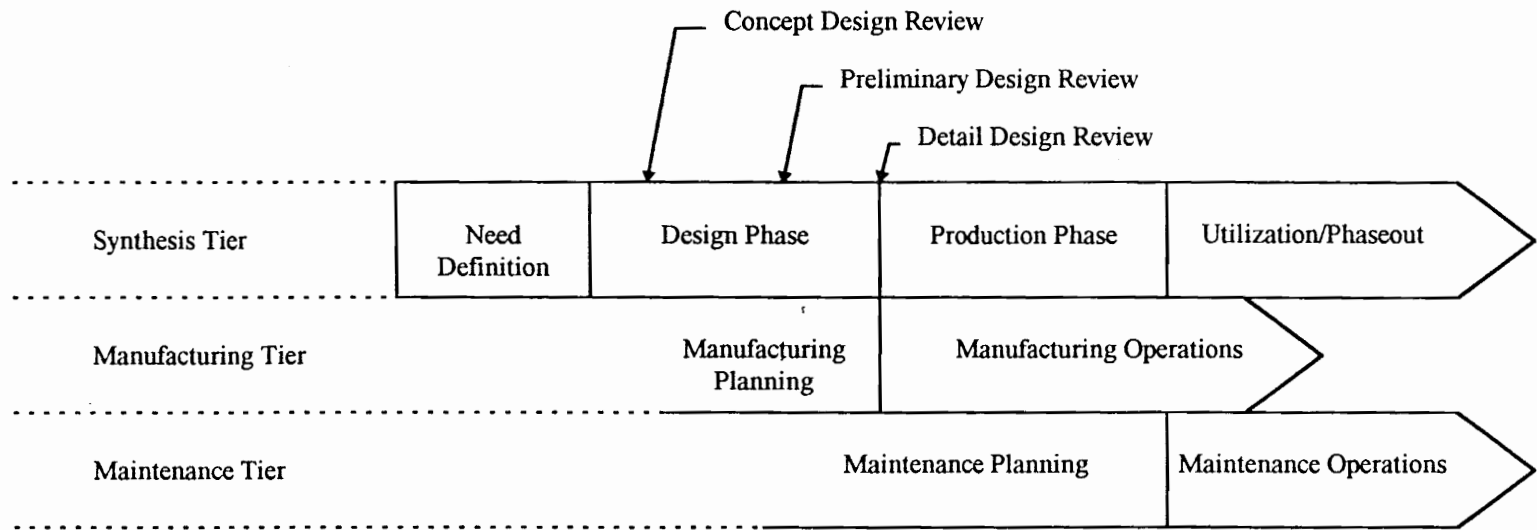 Concept Design Review
Preliminary Design Review
Detail Design Review
Synthesis Tier
Need
Definition
Design Phase
Production Phase
Utilization/Phaseout
Manufacturing Tier
Manufacturing
Planning
Manufacturing Operations
Maintenance Tier
Maintenance Planning
Maintenance Operations